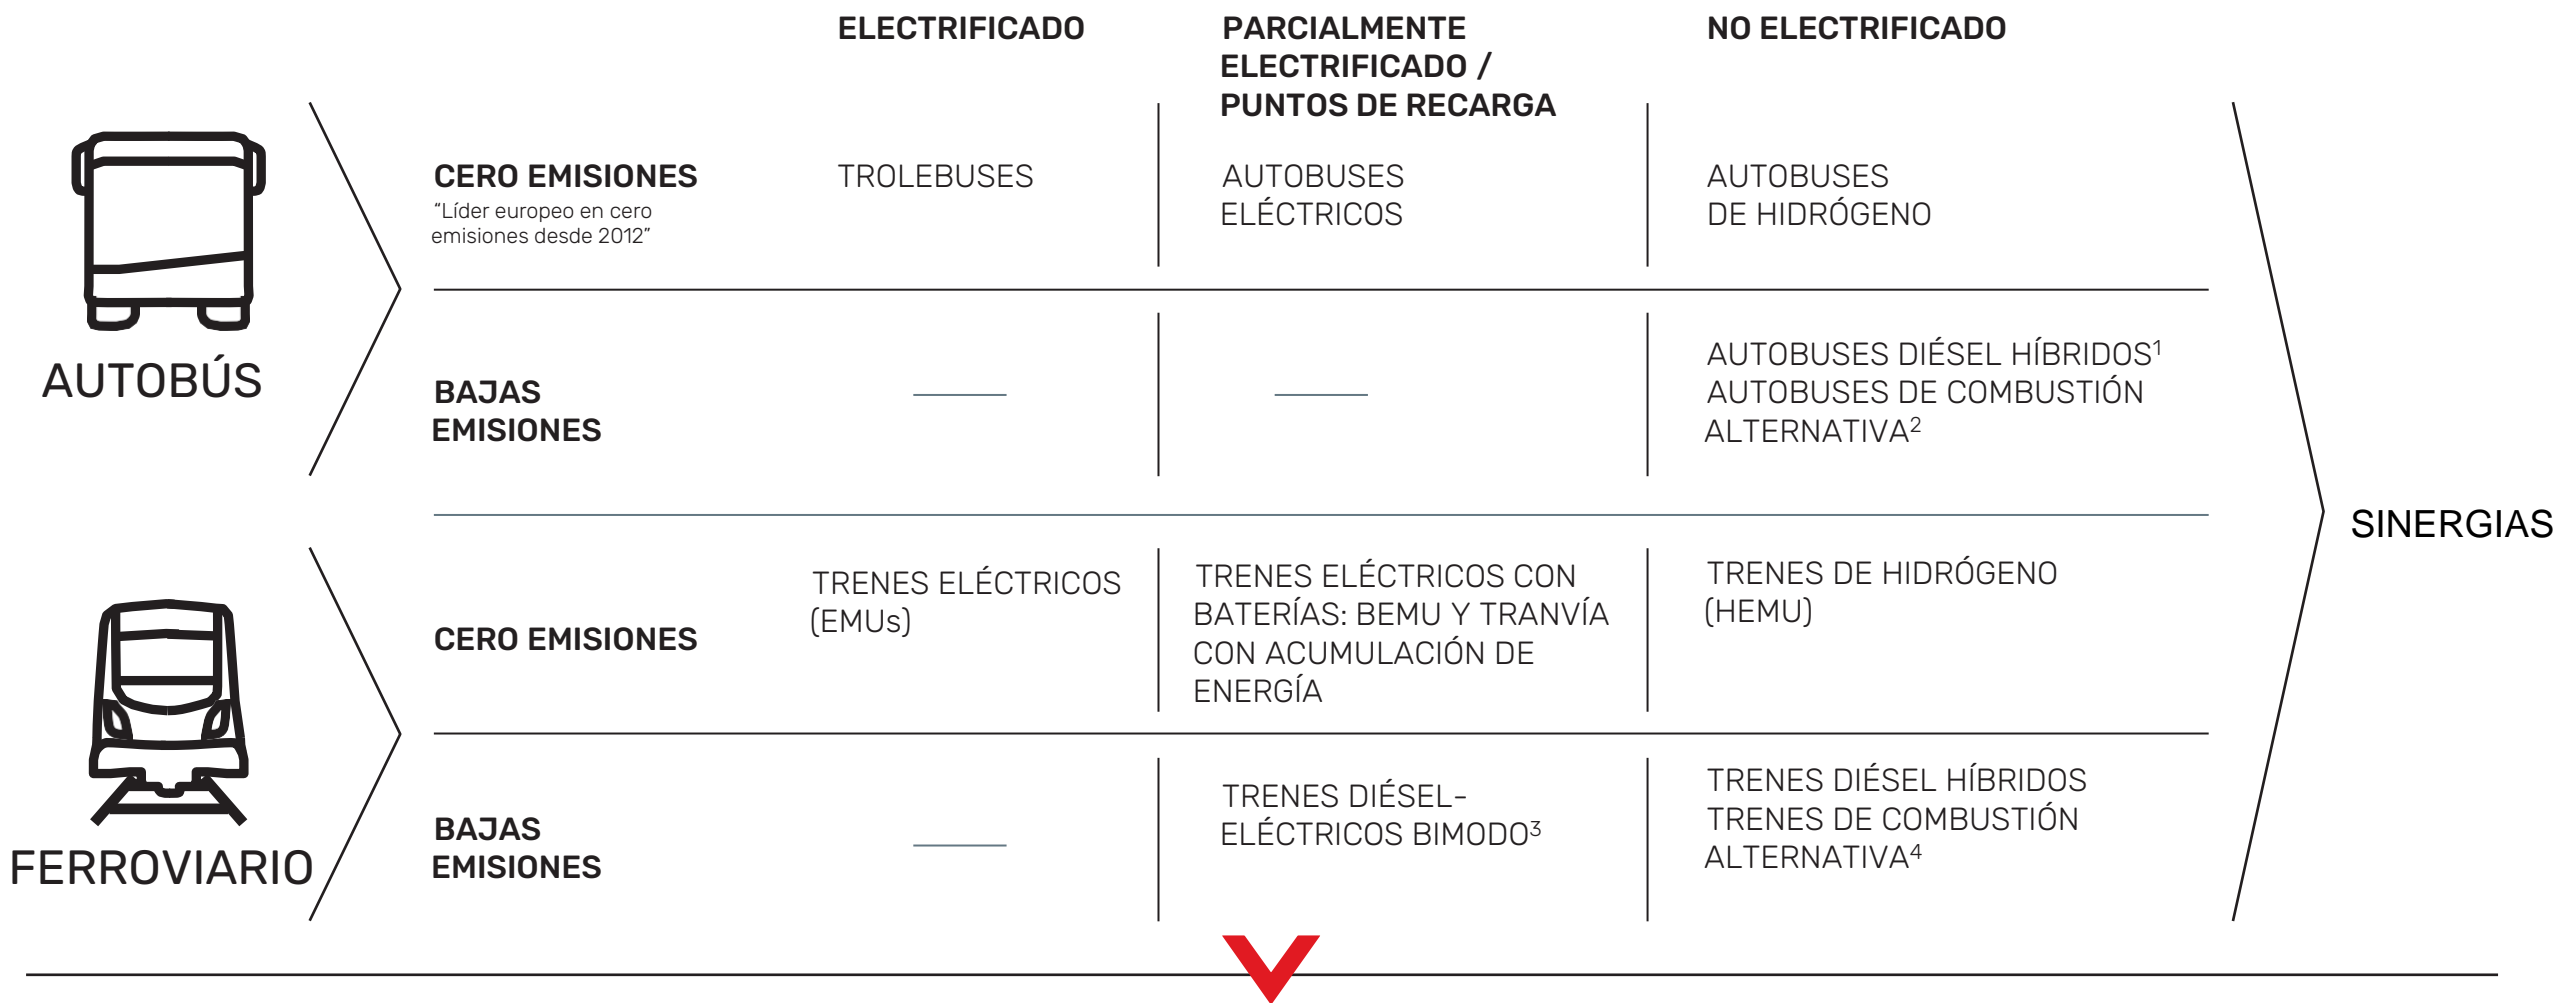 ELECTRIFICADO
PARCIALMENTE
ELECTRIFICADO /
PUNTOS DE RECARGA
NO ELECTRIFICADO
AUTOBÚS
CERO EMISIONES
“Líder europeo en cero
emisiones desde 2012”
TROLEBUSES
AUTOBUSES
ELÉCTRICOS
AUTOBUSES
DE HIDRÓGENO
BAJAS
EMISIONES
AUTOBUSES DIÉSEL HÍBRIDOS¹
AUTOBUSES DE COMBUSTIÓN
ALTERNATIVA²
FERROVIARIO
CERO EMISIONES
TRENES ELÉCTRICOS
(EMUs)
TRENES ELÉCTRICOS CON
BATERÍAS: BEMU Y TRANVÍA
CON ACUMULACIÓN DE
ENERGÍA
TRENES DE HIDRÓGENO
(HEMU)
BAJAS
EMISIONES
TRENES DIÉSEL-
ELÉCTRICOS BIMODO³
TRENES DIÉSEL HÍBRIDOS
TRENES DE COMBUSTIÓN
ALTERNATIVA⁴
SINERGIAS